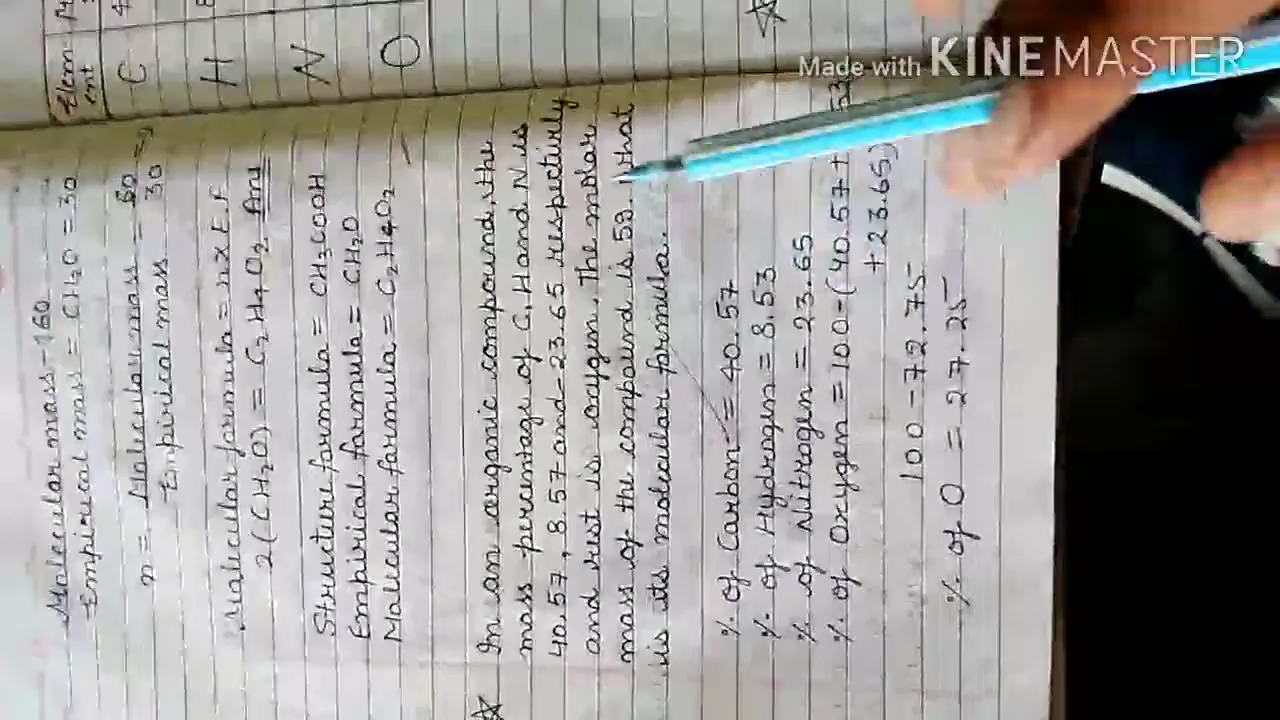 Made with KINEMASTER
Elem
ent
C
H
N
O
Molecular mass - 160
Empirical mass = CH2O = 30
n = Molecular mass = 60 =>
Empirical mass 30
Molecular formula = n x E.F
2(CH2O) = C2H4O2 Ans
Structure formula = CH3COOH
Empirical formula = CH2O
Molecular formula = C2H4O2
In an organic compound, the
mass percentage of C, H and N is
40.57, 8.57 and 23.65 respectively
and rest is oxygen. The molar
mass of the compound is 59. what
is its molecular formula.
% of Carbon = 40.57
% of Hydrogen = 8.53
% of Nitrogen = 23.65
% of Oxygen = 100 - (40.57 +
+ 23.65)
100 - 72.75
% of O = 27.25